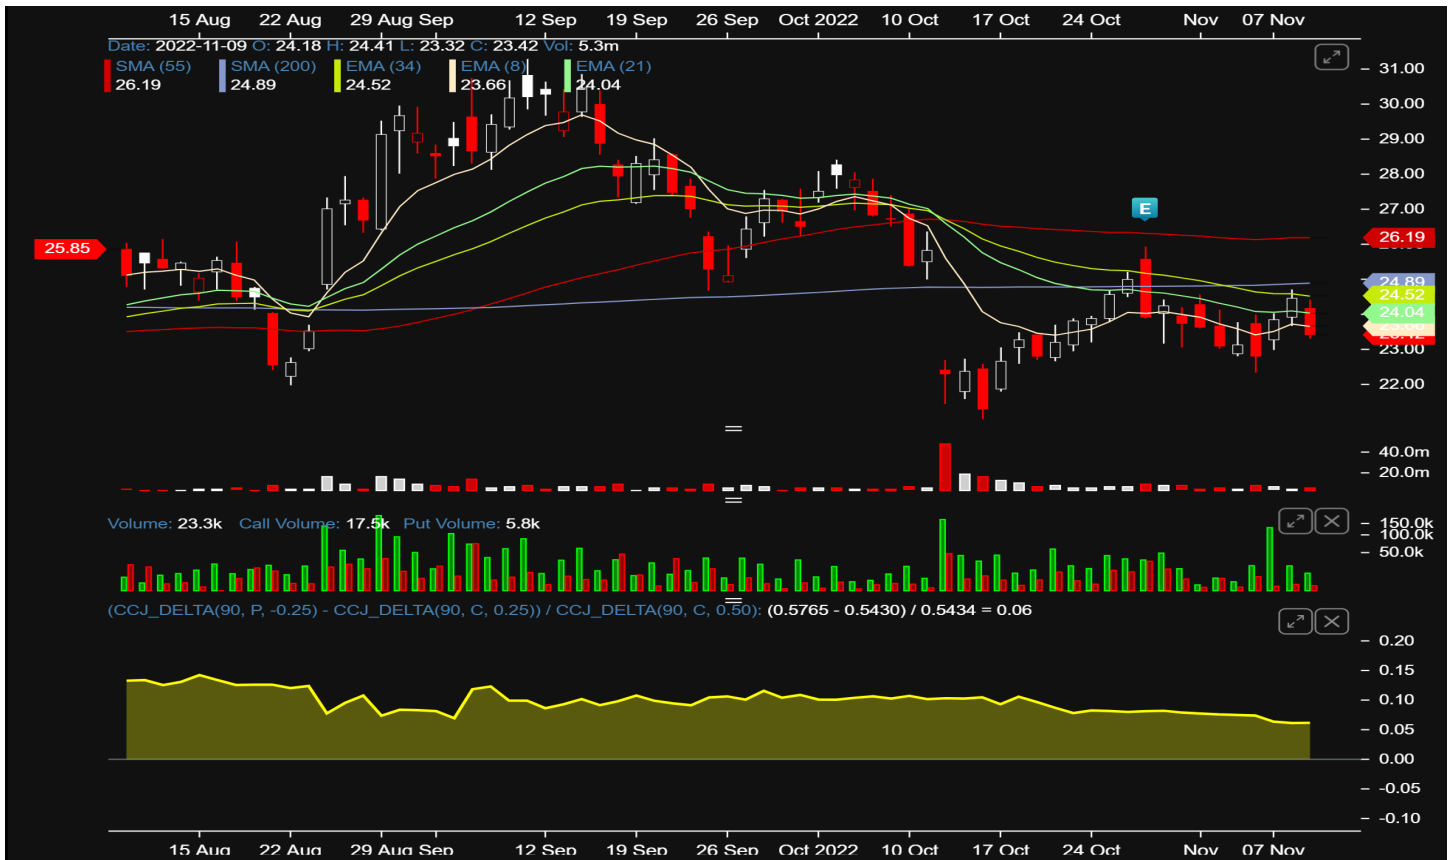 15 Aug 22 Aug 29 Aug Sep 12 Sep 19 Sep 26 Sep Oct 2022 10 Oct 17 Oct 24 Oct Nov 07 Nov
Date: 2022-11-09 O: 24.18 H: 24.41 L: 23.32 C: 23.42 Vol: 5.3m
SMA (55) SMA (200) EMA (34) EMA (8) EMA (21)
26.19 24.89 24.52 23.66 24.04
31.00
30.00
29.00
28.00
27.00
E
26.19
25.85
24.89
24.52
24.04
23.00
22.00
40.0m
20.0m
Volume: 23.3k Call Volume: 17.5k Put Volume: 5.8k
150.0k
100.0k
50.0k
(CCJ_DELTA(90, P, -0.25) - CCJ_DELTA(90, C, 0.25)) / CCJ_DELTA(90, C, 0.50): (0.5765 - 0.5430) / 0.5434 = 0.06
0.20
0.15
0.10
0.05
0.00
-0.05
-0.10
15 Aug 22 Aug 29 Aug Sep 12 Sep 19 Sep 26 Sep Oct 2022 10 Oct 17 Oct 24 Oct Nov 07 Nov